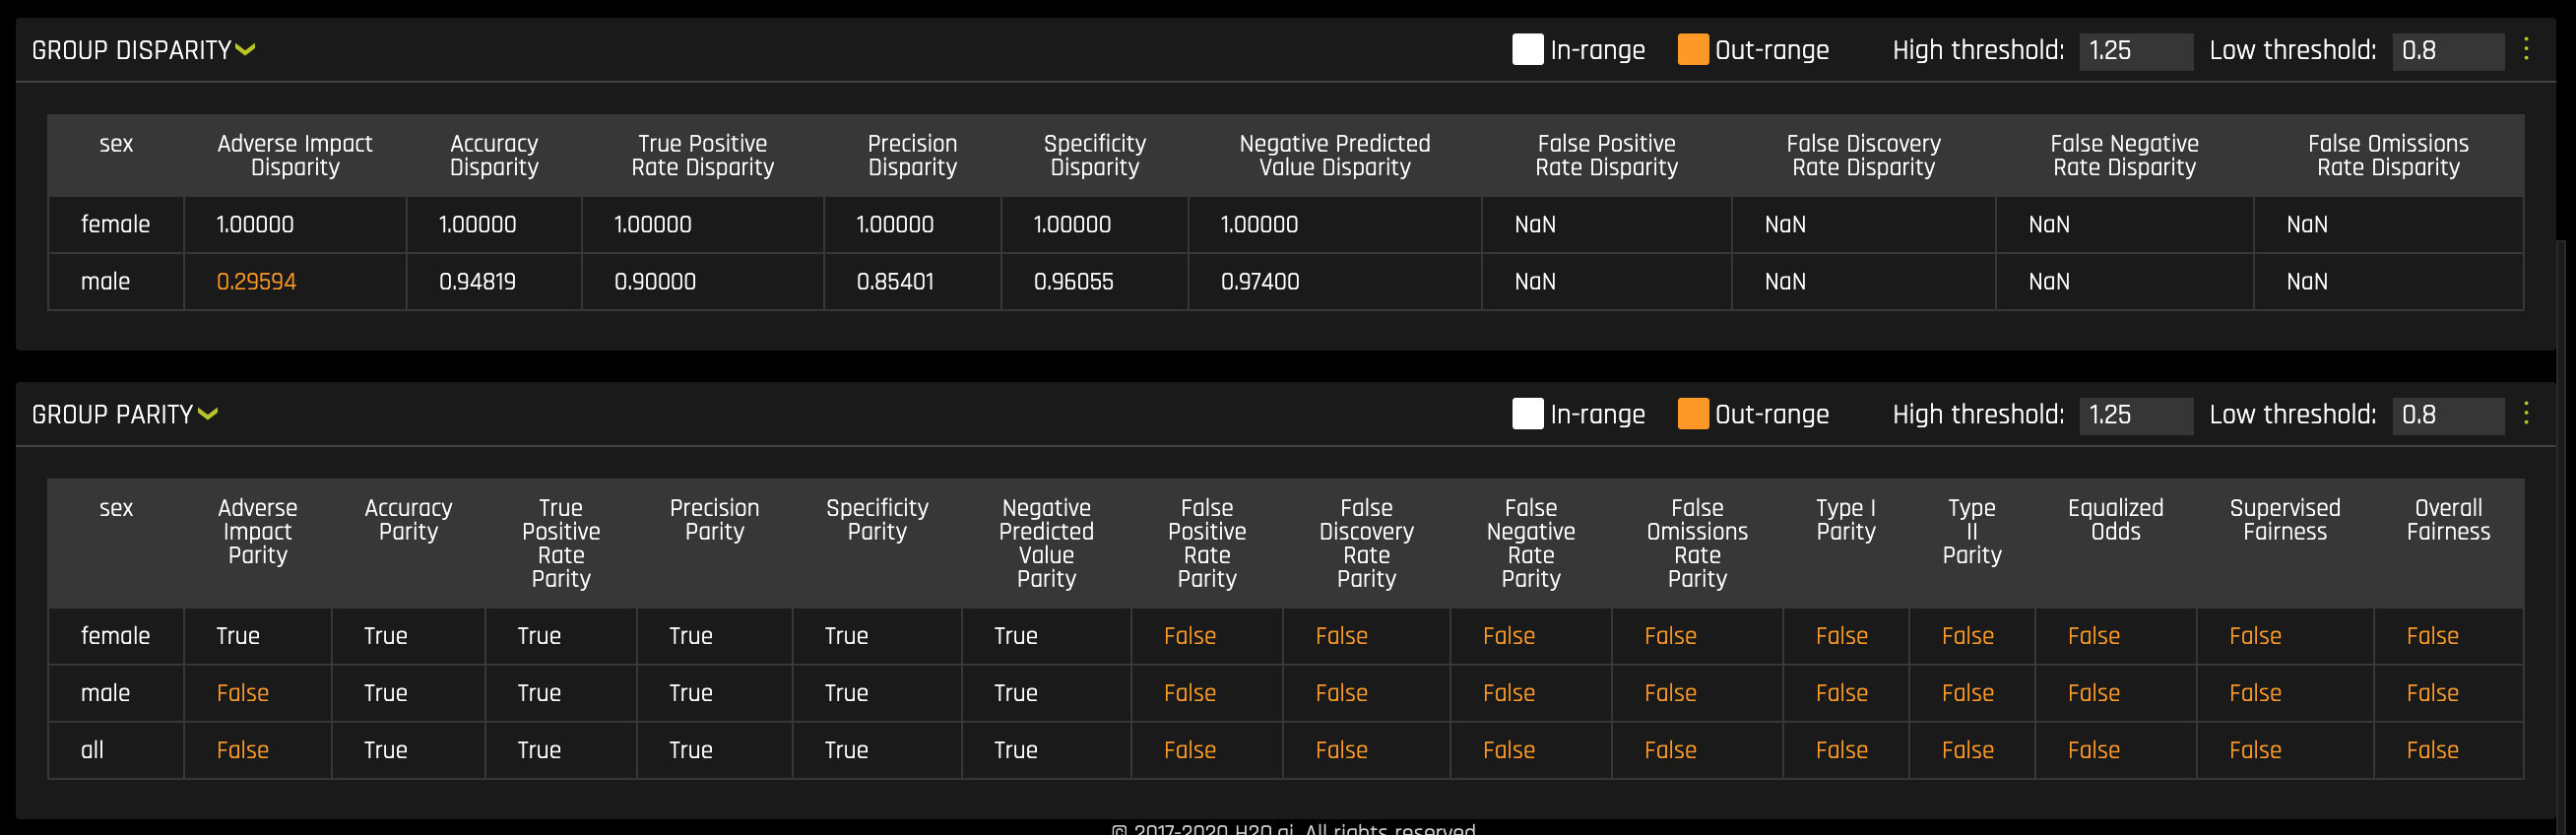 GROUP DISPARITY In-range Out-range High threshold: 1.25 Low threshold: 0.8
sex Adverse Impact Disparity Accuracy Disparity True Positive Rate Disparity Precision Disparity Specificity Disparity Negative Predicted Value Disparity False Positive Rate Disparity False Discovery Rate Disparity False Negative Rate Disparity False Omissions Rate Disparity
female 1.00000 1.00000 1.00000 1.00000 1.00000 1.00000 NaN NaN NaN NaN
male 0.29594 0.94819 0.90000 0.85401 0.96055 0.97400 NaN NaN NaN NaN
GROUP PARITY In-range Out-range High threshold: 1.25 Low threshold: 0.8
sex Adverse Impact Parity Accuracy Parity True Positive Rate Parity Precision Parity Specificity Parity Negative Predicted Value Parity False Positive Rate Parity False Discovery Rate Parity False Negative Rate Parity False Omissions Rate Parity Type I Parity Type II Parity Equalized Odds Supervised Fairness Overall Fairness
female True True True True True True False False False False False False False False False
male False True True True True True False False False False False False False False False
all False True True True True True False False False False False False False False False
© 2017-2020 H2O.ai. All rights reserved